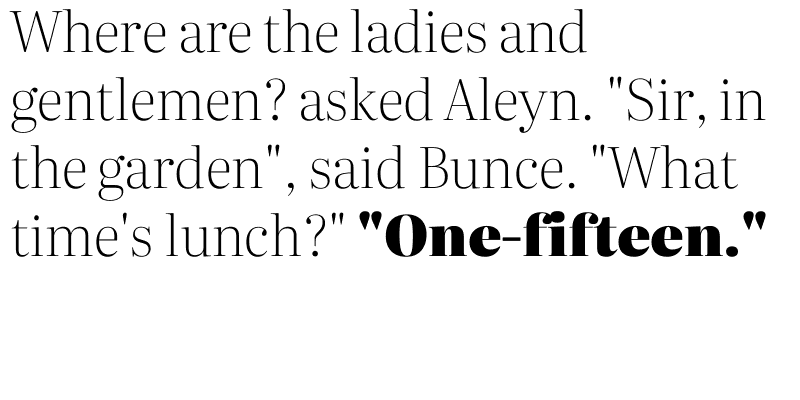 Where are the ladies and
gentlemen? asked Aleyn. "Sir, in
the garden", said Bunce. "What
time's lunch?" "One-fifteen."